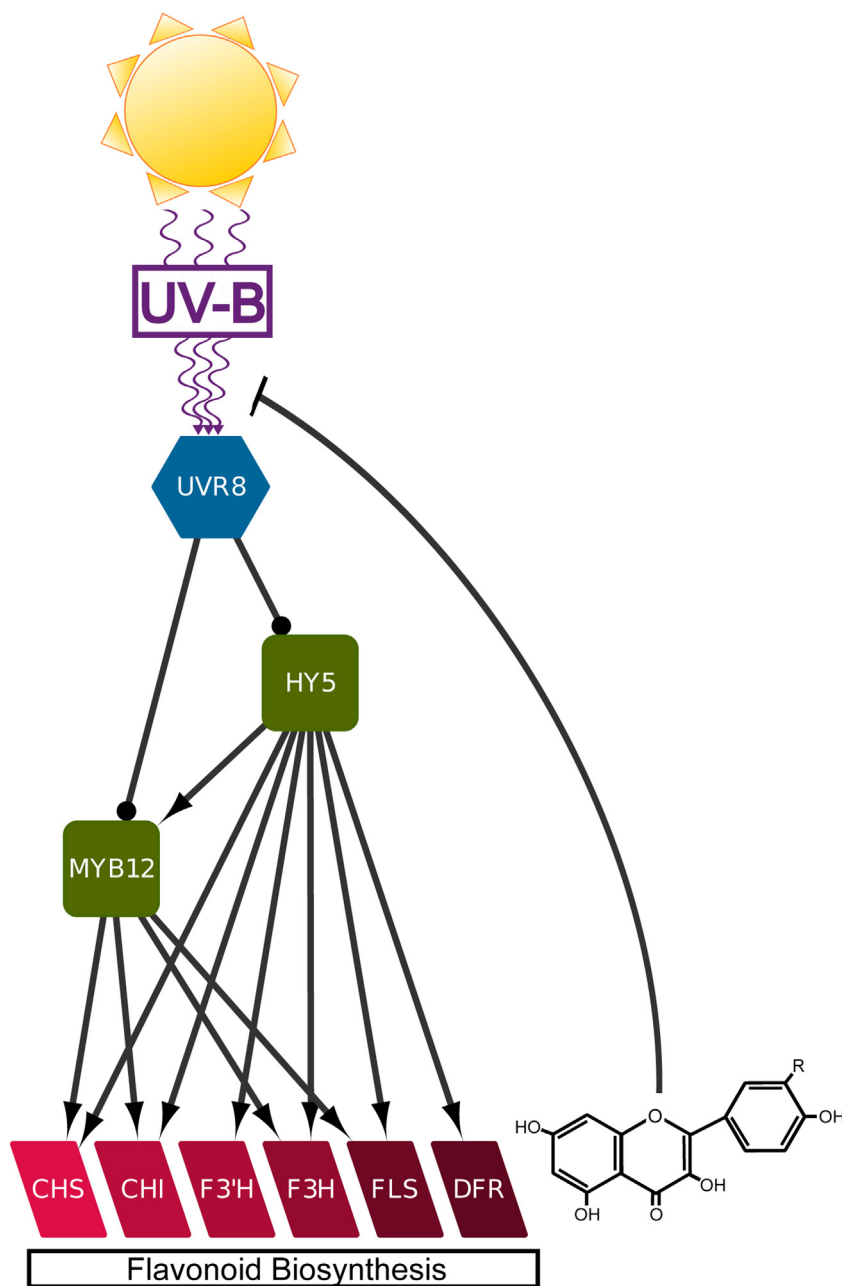 UV-B
UVR8
HY5
MYB12
CHS CHI F3'H F3H FLS DFR
Flavonoid Biosynthesis
R
HO O OH
OH
OH O